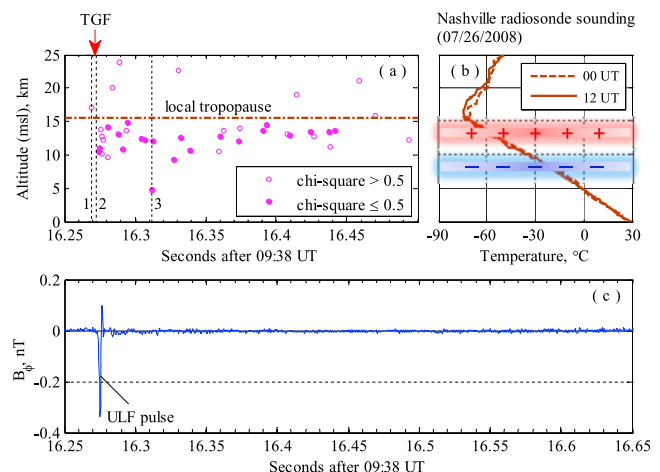 TGF
Nashville radiosonde sounding
(07/26/2008)
25
20
15
10
5
0
Altitude (msl), km
( a )
local tropopause
1
2
3
chi-square > 0.5
chi-square ≤ 0.5
16.25
16.3
16.35
16.4
16.45
Seconds after 09:38 UT
( b )
00 UT
12 UT
+ + + + +
− − − − −
-90
-60
-30
0
30
Temperature, °C
0.2
0
-0.2
-0.4
Bϕ, nT
( c )
ULF pulse
16.25
16.3
16.35
16.4
16.45
16.5
16.55
16.6
16.65
Seconds after 09:38 UT